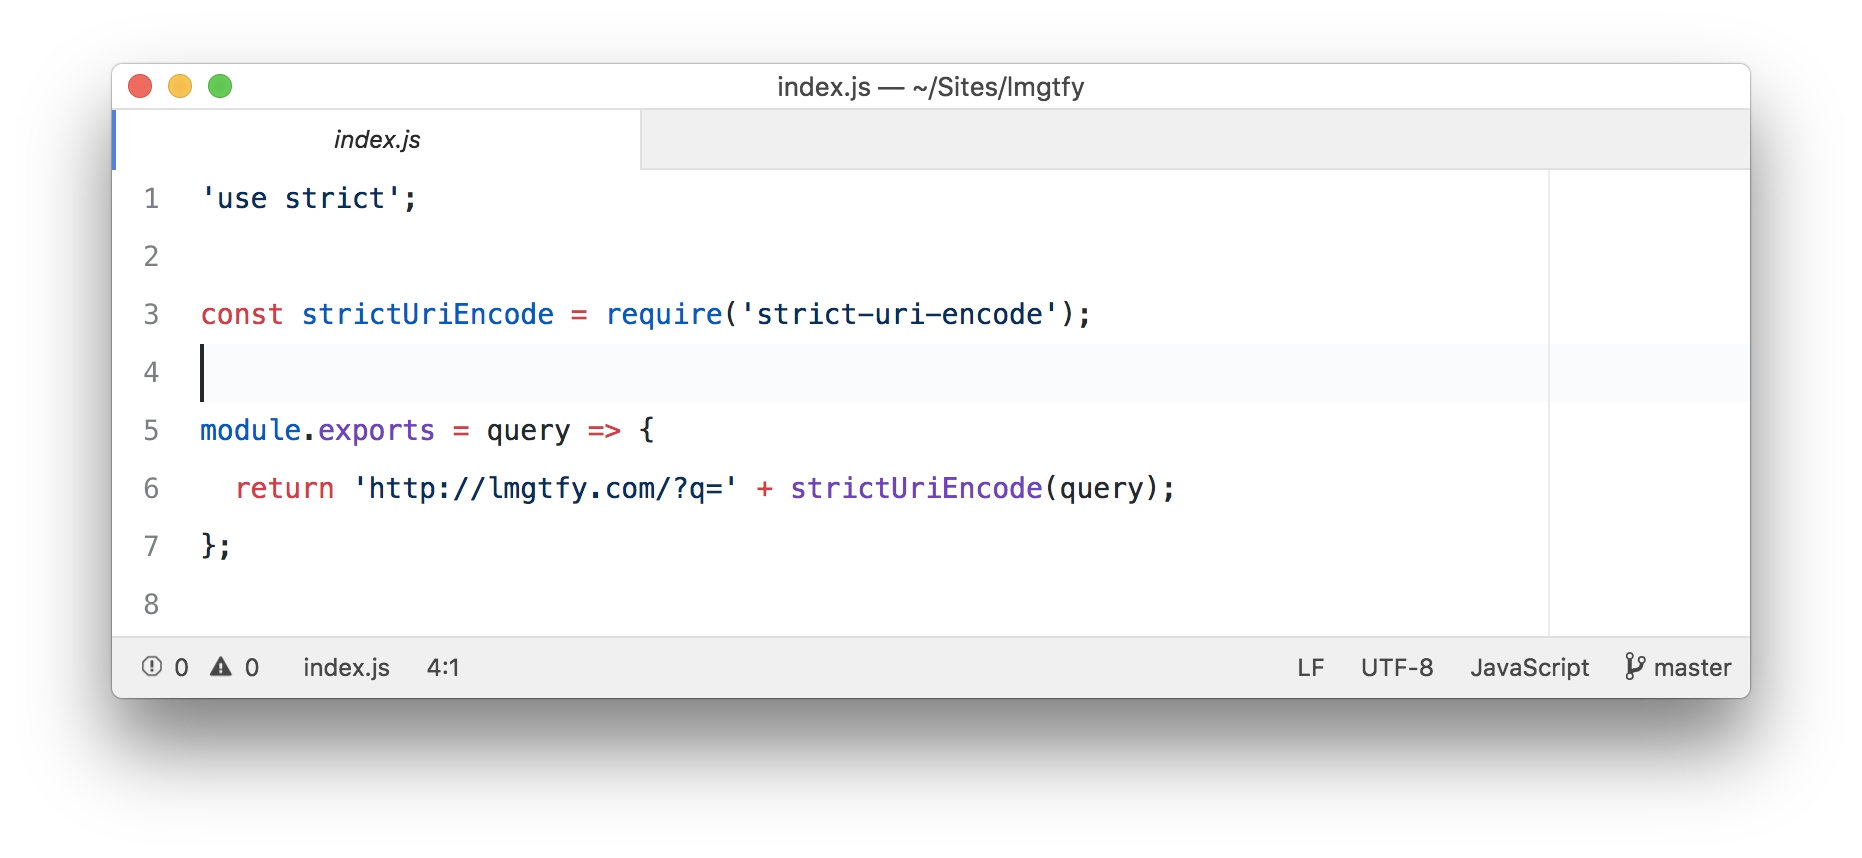 index.js — ~/Sites/lmgtfy
index.js
1 'use strict';
2
3 const strictUriEncode = require('strict-uri-encode');
4
5 module.exports = query => {
6   return 'http://lmgtfy.com/?q=' + strictUriEncode(query);
7 };
8
0 0 index.js 4:1 LF UTF-8 JavaScript master